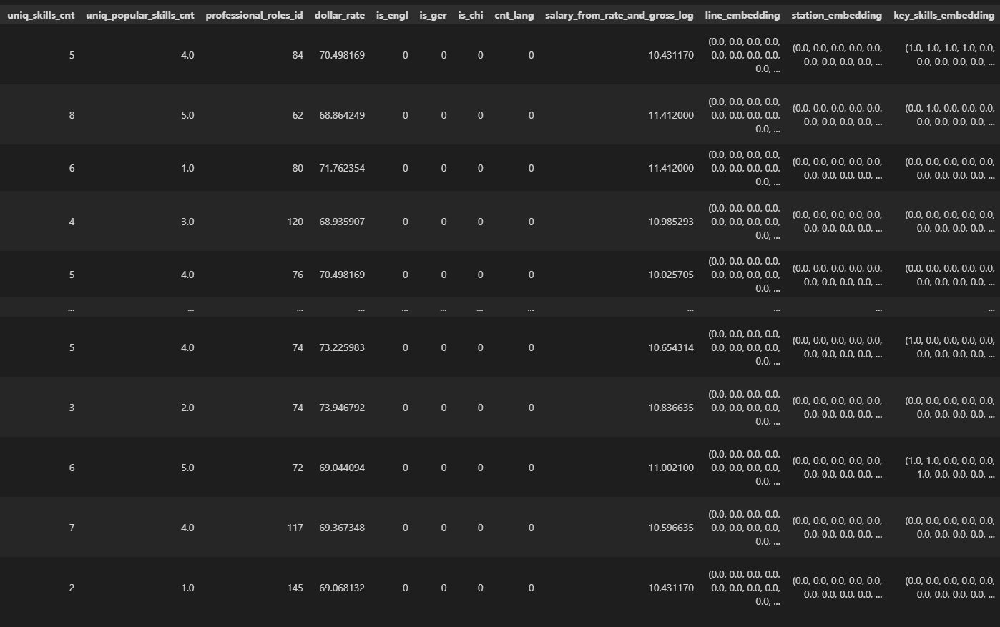 uniq_skills_cnt uniq_popular_skills_cnt professional_roles_id dollar_rate is_engl is_ger is_chi cnt_lang salary_from_rate_and_gross_log line_embedding station_embedding key_skills_embedding
5 4.0 84 70.498169 0 0 0 0 10.431170 (0.0, 0.0, 0.0, 0.0, 0.0, 0.0, 0.0, 0.0, 0.0, ... (0.0, 0.0, 0.0, 0.0, 0.0, 0.0, 0.0, 0.0, 0.0, ... (1.0, 1.0, 1.0, 1.0, 0.0, 0.0, 0.0, 0.0, 0.0, ...
8 5.0 62 68.864249 0 0 0 0 11.412000 (0.0, 0.0, 0.0, 0.0, 0.0, 0.0, 0.0, 0.0, 0.0, ... (0.0, 0.0, 0.0, 0.0, 0.0, 0.0, 0.0, 0.0, 0.0, ... (0.0, 1.0, 0.0, 0.0, 0.0, 0.0, 0.0, 0.0, 0.0, ...
6 1.0 80 71.762354 0 0 0 0 11.412000 (0.0, 0.0, 0.0, 0.0, 0.0, 0.0, 0.0, 0.0, 0.0, ... (0.0, 0.0, 0.0, 0.0, 0.0, 0.0, 0.0, 0.0, 0.0, ... (0.0, 0.0, 0.0, 0.0, 0.0, 0.0, 0.0, 0.0, 0.0, ...
4 3.0 120 68.935907 0 0 0 0 10.985293 (0.0, 0.0, 0.0, 0.0, 0.0, 0.0, 0.0, 0.0, 0.0, ... (0.0, 0.0, 0.0, 0.0, 0.0, 0.0, 0.0, 0.0, 0.0, ... (0.0, 0.0, 0.0, 0.0, 0.0, 0.0, 0.0, 0.0, 0.0, ...
5 4.0 76 70.498169 0 0 0 0 10.025705 (0.0, 0.0, 0.0, 0.0, 0.0, 0.0, 0.0, 0.0, 0.0, ... (0.0, 0.0, 0.0, 0.0, 0.0, 0.0, 0.0, 0.0, 0.0, ... (0.0, 0.0, 0.0, 0.0, 0.0, 0.0, 0.0, 0.0, 0.0, ...
... ... ... ... ... ... ... ... ... ... ... ...
5 4.0 74 73.225983 0 0 0 0 10.654314 (0.0, 0.0, 0.0, 0.0, 0.0, 0.0, 0.0, 0.0, 0.0, ... (0.0, 0.0, 0.0, 0.0, 0.0, 0.0, 0.0, 0.0, 0.0, ... (1.0, 0.0, 0.0, 0.0, 0.0, 0.0, 0.0, 0.0, 0.0, ...
3 2.0 74 73.946792 0 0 0 0 10.836635 (0.0, 0.0, 0.0, 0.0, 0.0, 0.0, 0.0, 0.0, 0.0, ... (0.0, 0.0, 0.0, 0.0, 0.0, 0.0, 0.0, 0.0, 0.0, ... (0.0, 0.0, 0.0, 0.0, 0.0, 0.0, 0.0, 0.0, 0.0, ...
6 5.0 72 69.044094 0 0 0 0 11.002100 (0.0, 0.0, 0.0, 0.0, 0.0, 0.0, 0.0, 0.0, 0.0, ... (0.0, 0.0, 0.0, 0.0, 0.0, 0.0, 0.0, 0.0, 0.0, ... (1.0, 1.0, 0.0, 0.0, 0.0, 1.0, 0.0, 0.0, 0.0, ...
7 4.0 117 69.367348 0 0 0 0 10.596635 (0.0, 0.0, 0.0, 0.0, 0.0, 0.0, 0.0, 0.0, 0.0, ... (0.0, 0.0, 0.0, 0.0, 0.0, 0.0, 0.0, 0.0, 0.0, ... (0.0, 0.0, 0.0, 0.0, 0.0, 0.0, 0.0, 0.0, 0.0, ...
2 1.0 145 69.068132 0 0 0 0 10.431170 (0.0, 0.0, 0.0, 0.0, 0.0, 0.0, 0.0, 0.0, 0.0, ... (0.0, 0.0, 0.0, 0.0, 0.0, 0.0, 0.0, 0.0, 0.0, ... (0.0, 0.0, 0.0, 0.0, 0.0, 0.0, 0.0, 0.0, 0.0, ...